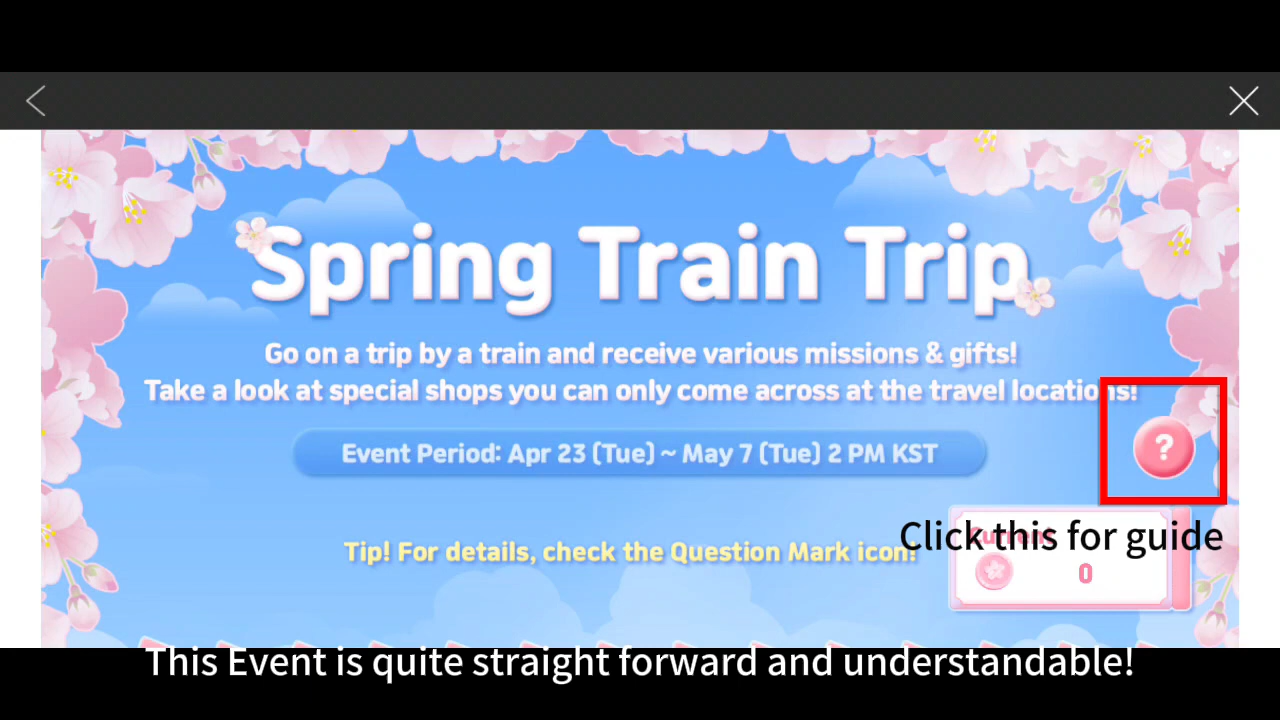 Spring Train Trip
Go on a trip by a train and receive various missions & gifts!
Take a look at special shops you can only come across at the travel locations!
Event Period: Apr 23 (Tue) ~ May 7 (Tue) 2 PM KST
?
Click this for guide
Current
Tip! For details, check the Question Mark icon!
0
This Event is quite straight forward and understandable!